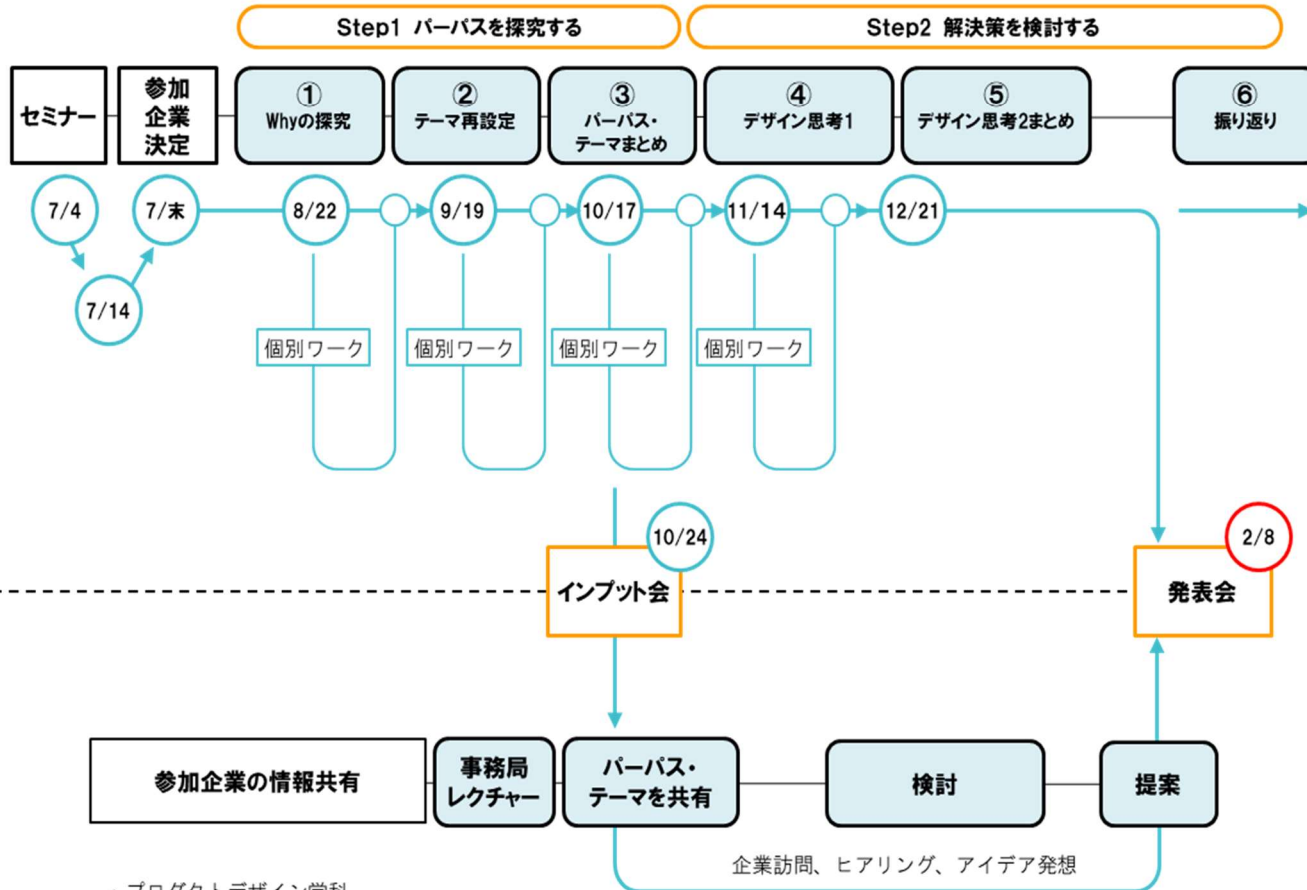 Step1 パーパスを探究する
Step2 解決策を検討する
セミナー
参加
企業
決定
①
Whyの探究
②
テーマ再設定
③
パーパス・
テーマまとめ
④
デザイン思考1
⑤
デザイン思考2まとめ
⑥
振り返り
7/4
7/末
8/22
9/19
10/17
11/14
12/21
7/14
個別ワーク
個別ワーク
個別ワーク
個別ワーク
10/24
2/8
インプット会
発表会
参加企業の情報共有
事務局
レクチャー
パーパス・
テーマを共有
検討
提案
企業訪問、ヒアリング、アイデア発想